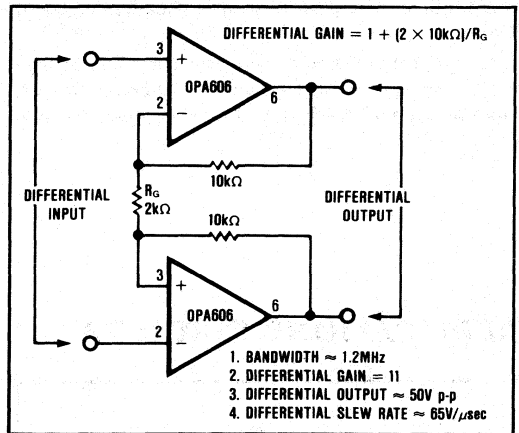 DIFFERENTIAL GAIN = 1 + (2 × 10kΩ)/RG
3
+
OPA606
6
2
−
10kΩ
DIFFERENTIAL
INPUT
RG
2kΩ
DIFFERENTIAL
OUTPUT
10kΩ
3
+
OPA606
6
2
−
1. BANDWIDTH ≈ 1.2MHz
2. DIFFERENTIAL GAIN = 11
3. DIFFERENTIAL OUTPUT ≈ 50V p-p
4. DIFFERENTIAL SLEW RATE ≈ 65V/μsec